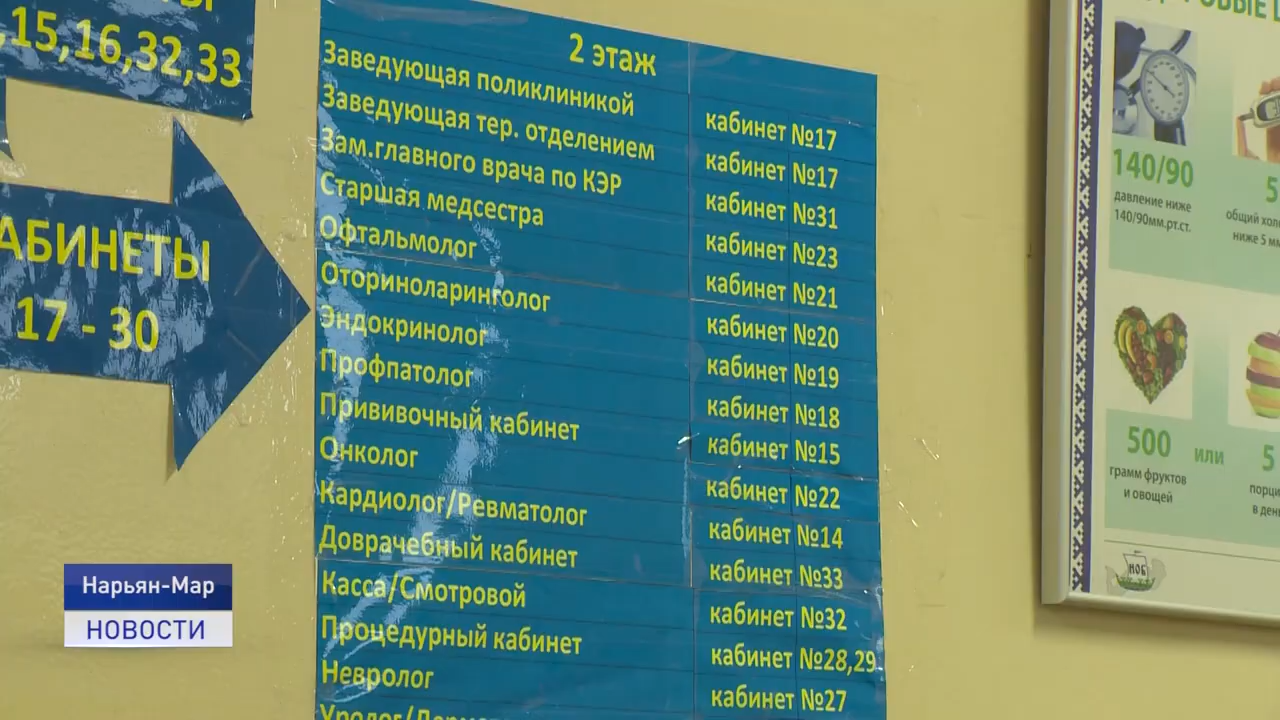 ,15,16,32,33
АБИНЕТЫ
17 - 30
2 этаж
Заведующая поликлиникой кабинет №17
Заведующая тер. отделением кабинет №17
Зам.главного врача по КЭР кабинет №31
Старшая медсестра кабинет №23
Офтальмолог кабинет №21
Оториноларинголог кабинет №20
Эндокринолог кабинет №19
Профпатолог кабинет №18
Прививочный кабинет кабинет №15
Онколог кабинет №22
Кардиолог/Ревматолог кабинет №14
Доврачебный кабинет кабинет №33
Касса/Смотровой кабинет №32
Процедурный кабинет кабинет №28,29
Невролог кабинет №27
140/90
давление ниже
140/90мм.рт.ст.
5
общий
ниже 5
500 или 5
грамм фруктов
и овощей
в
НОБ
Нарьян-Мар
НОВОСТИ